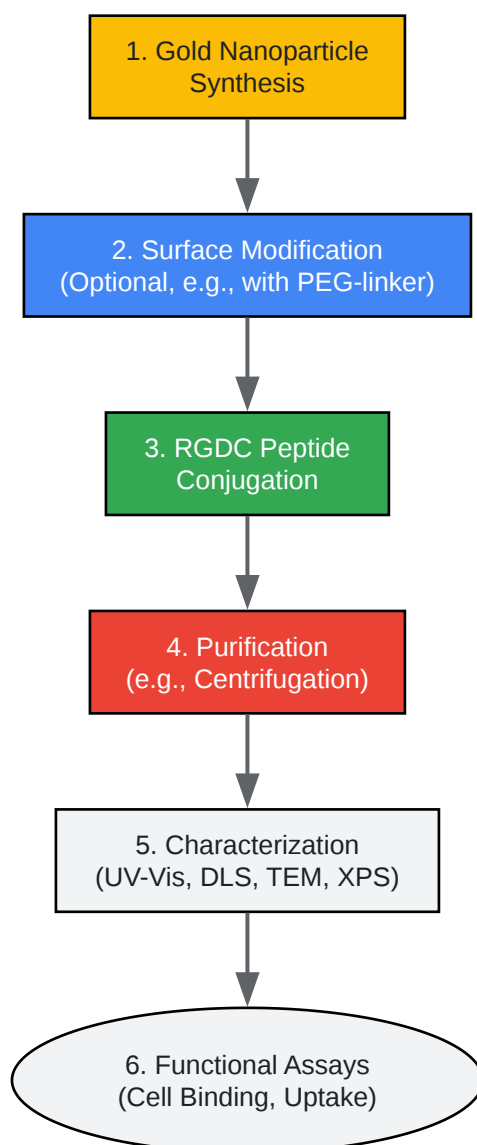 1. Gold Nanoparticle
Synthesis
2. Surface Modification
(Optional, e.g., with PEG-linker)
3. RGDC Peptide
Conjugation
4. Purification
(e.g., Centrifugation)
5. Characterization
(UV-Vis, DLS, TEM, XPS)
6. Functional Assays
(Cell Binding, Uptake)